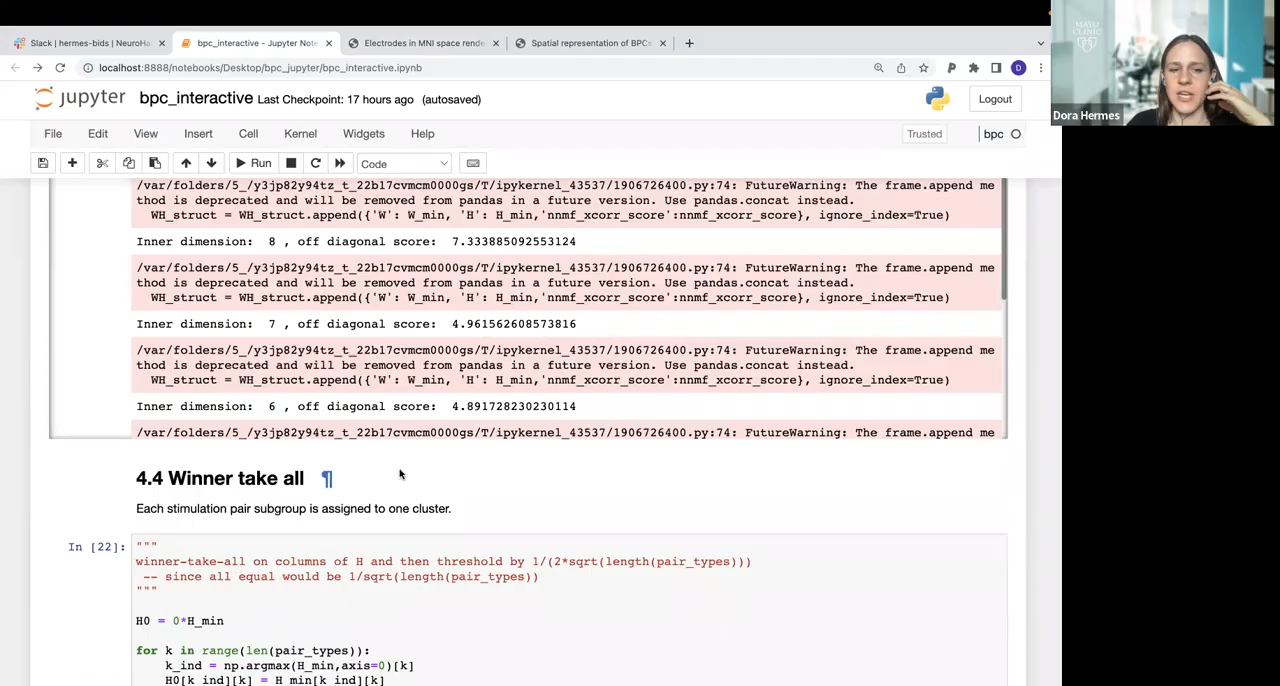 Slack | hermes-bids | NeuroHa
bpc_interactive - Jupyter Note
Electrodes in MNI space rende
Spatial representation of BPCs
localhost:8888/notebooks/Desktop/bpc_jupyter/bpc_interactive.ipynb
P
D
MAYO
CLINIC
Dora Hermes
jupyter
bpc_interactive Last Checkpoint: 17 hours ago (autosaved)
Logout
File Edit View Insert Cell Kernel Widgets Help
Trusted
bpc
Run
Code
/var/folders/5_/y3jp82y94tz_t_22b17cvmcm0000gs/T/ipykernel_43537/1906726400.py:74: FutureWarning: The frame.append me
thod is deprecated and will be removed from pandas in a future version. Use pandas.concat instead.
WH_struct = WH_struct.append({'W': W_min, 'H': H_min,'nnmf_xcorr_score':nnmf_xcorr_score}, ignore_index=True)
Inner dimension: 8 , off diagonal score: 7.333885092553124
/var/folders/5_/y3jp82y94tz_t_22b17cvmcm0000gs/T/ipykernel_43537/1906726400.py:74: FutureWarning: The frame.append me
thod is deprecated and will be removed from pandas in a future version. Use pandas.concat instead.
WH_struct = WH_struct.append({'W': W_min, 'H': H_min,'nnmf_xcorr_score':nnmf_xcorr_score}, ignore_index=True)
Inner dimension: 7 , off diagonal score: 4.961562608573816
/var/folders/5_/y3jp82y94tz_t_22b17cvmcm0000gs/T/ipykernel_43537/1906726400.py:74: FutureWarning: The frame.append me
thod is deprecated and will be removed from pandas in a future version. Use pandas.concat instead.
WH_struct = WH_struct.append({'W': W_min, 'H': H_min,'nnmf_xcorr_score':nnmf_xcorr_score}, ignore_index=True)
Inner dimension: 6 , off diagonal score: 4.891728230230114
/var/folders/5_/y3jp82y94tz_t_22b17cvmcm0000gs/T/ipykernel_43537/1906726400.py:74: FutureWarning: The frame.append me
4.4 Winner take all ¶
Each stimulation pair subgroup is assigned to one cluster.
In [22]:
"""
winner-take-all on columns of H and then threshold by 1/(2*sqrt(length(pair_types)))
-- since all equal would be 1/sqrt(length(pair_types))
"""
H0 = 0*H_min
for k in range(len(pair_types)):
k_ind = np.argmax(H_min,axis=0)[k]
H0[k_ind][k] = H_min[k_ind][k]